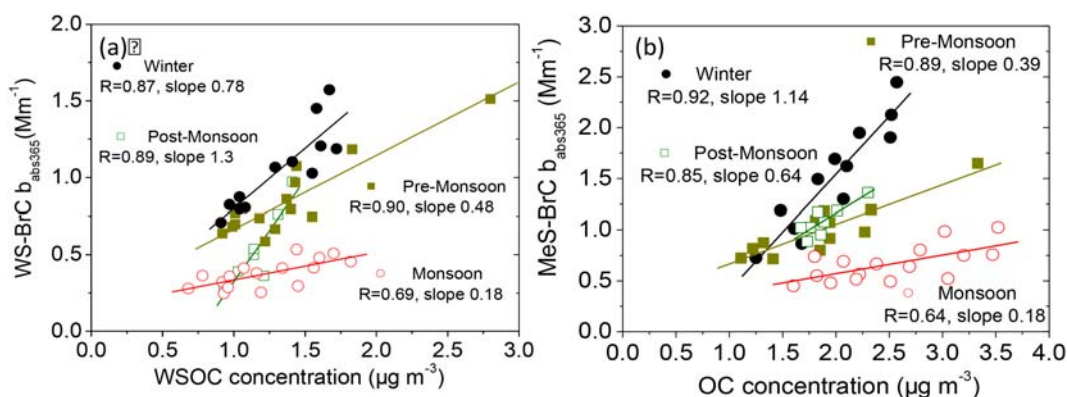 (a)
WS-BrC b_abs365 (Mm⁻¹)
2.0
1.5
1.0
0.5
0.0
Winter
R=0.87, slope 0.78
Post-Monsoon
R=0.89, slope 1.3
Pre-Monsoon
R=0.90, slope 0.48
Monsoon
R=0.69, slope 0.18
0.0 0.5 1.0 1.5 2.0 2.5 3.0
WSOC concentration (µg m⁻³)
(b)
MeS-BrC b_abs365 (Mm⁻¹)
3.0
2.5
2.0
1.5
1.0
0.5
0.0
Pre-Monsoon
R=0.89, slope 0.39
Winter
R=0.92, slope 1.14
Post-Monsoon
R=0.85, slope 0.64
Monsoon
R=0.64, slope 0.18
0.0 0.5 1.0 1.5 2.0 2.5 3.0 3.5 4.0
OC concentration (µg m⁻³)